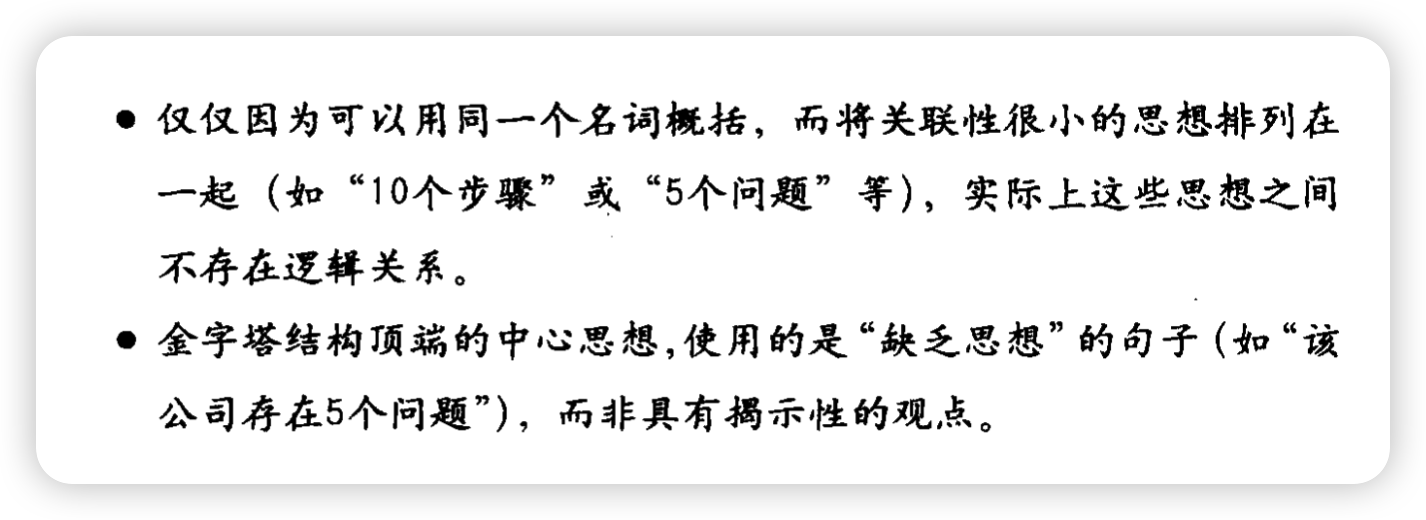 ● 仅仅因为可以用同一个名词概括，而将关联性很小的思想排列在
一起（如“10个步骤”或“5个问题”等），实际上这些思想之间
不存在逻辑关系。
● 金字塔结构顶端的中心思想，使用的是“缺乏思想”的句子（如“该
公司存在5个问题”），而非具有揭示性的观点。